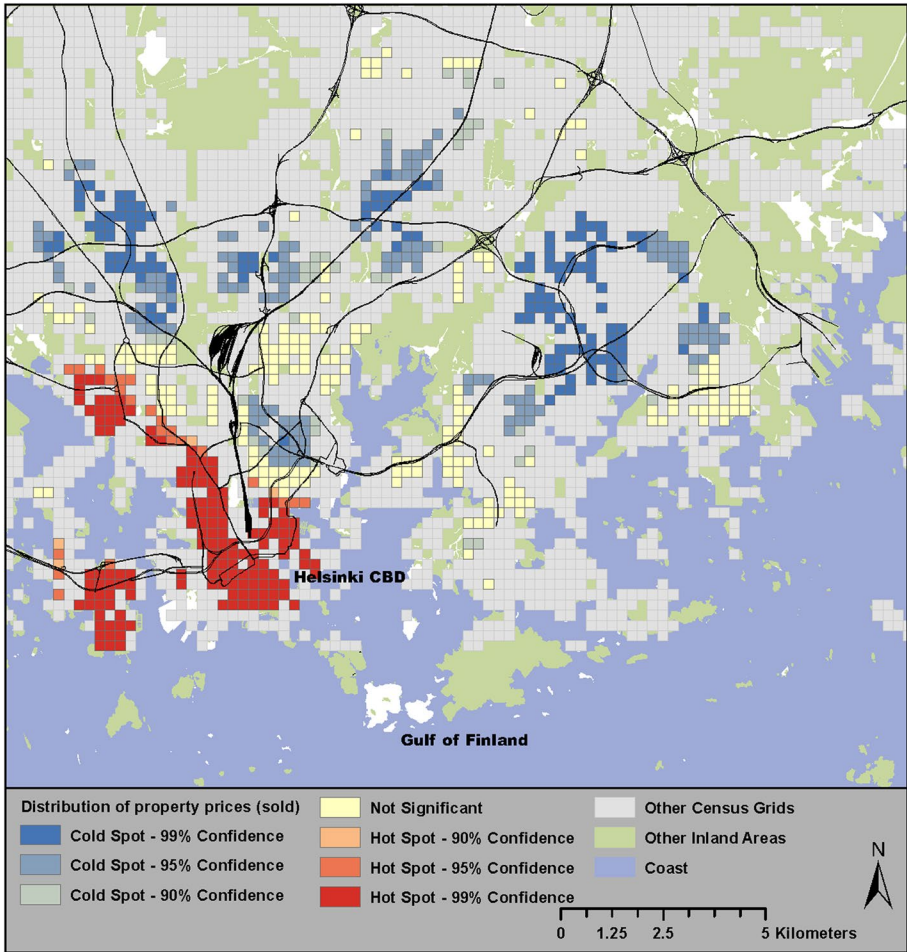 Helsinki CBD
Gulf of Finland
Distribution of property prices (sold)
Cold Spot - 99% Confidence
Cold Spot - 95% Confidence
Cold Spot - 90% Confidence
Not Significant
Hot Spot - 90% Confidence
Hot Spot - 95% Confidence
Hot Spot - 99% Confidence
Other Census Grids
Other Inland Areas
Coast
N
0 1.25 2.5 5 Kilometers